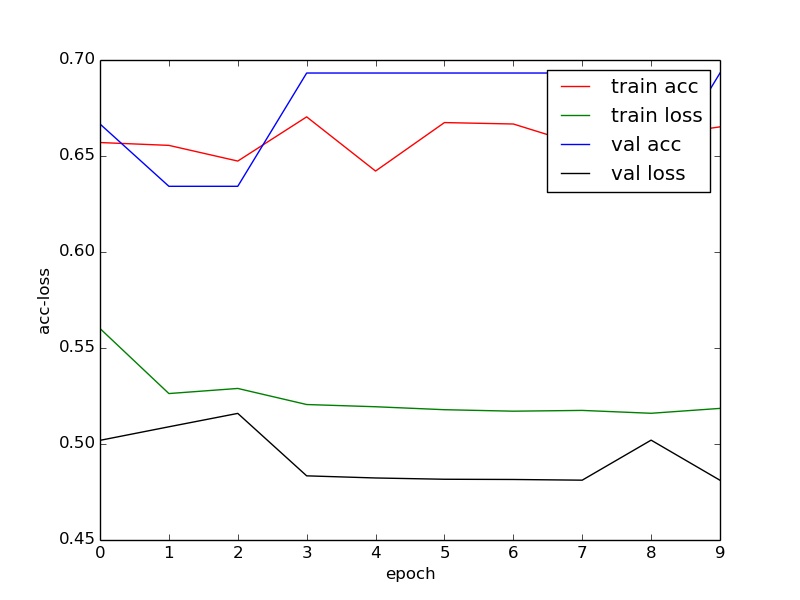 0.70
0.65
0.60
0.55
0.50
0.45
acc-loss
train acc
train loss
val acc
val loss
0 1 2 3 4 5 6 7 8 9
epoch